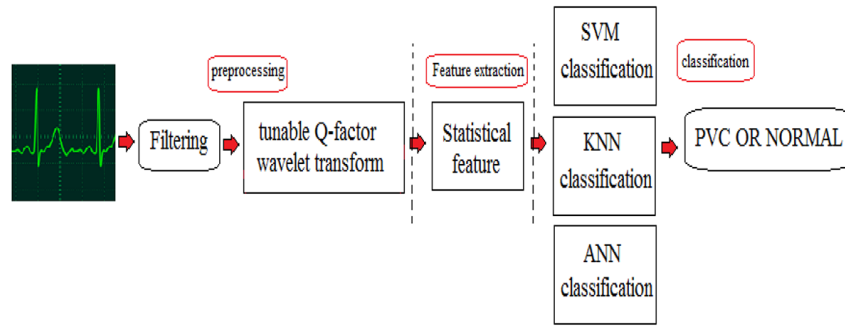 preprocessing
Filtering
tunable Q-factor
wavelet transform
Feature extraction
Statistical
feature
SVM
classification
KNN
classification
ANN
classification
classification
PVC OR NORMAL